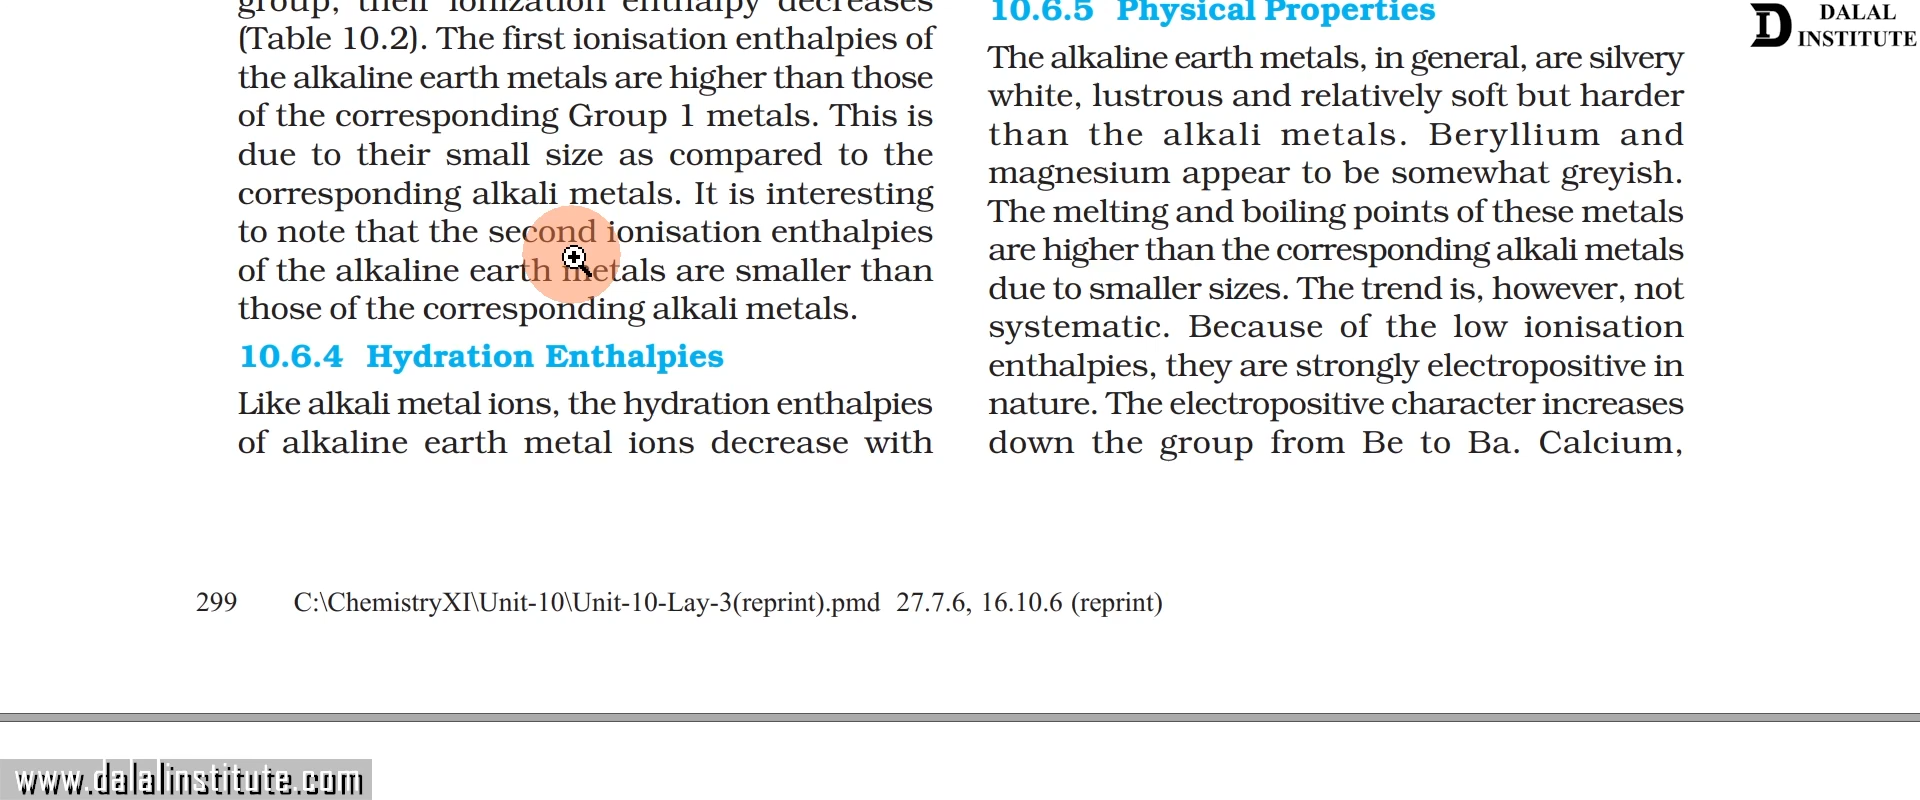 group, their ionization enthalpy decreases
(Table 10.2). The first ionisation enthalpies of
the alkaline earth metals are higher than those
of the corresponding Group 1 metals. This is
due to their small size as compared to the
corresponding alkali metals. It is interesting
to note that the second ionisation enthalpies
of the alkaline earth metals are smaller than
those of the corresponding alkali metals.
10.6.4 Hydration Enthalpies
Like alkali metal ions, the hydration enthalpies
of alkaline earth metal ions decrease with
10.6.5 Physical Properties
The alkaline earth metals, in general, are silvery
white, lustrous and relatively soft but harder
than the alkali metals. Beryllium and
magnesium appear to be somewhat greyish.
The melting and boiling points of these metals
are higher than the corresponding alkali metals
due to smaller sizes. The trend is, however, not
systematic. Because of the low ionisation
enthalpies, they are strongly electropositive in
nature. The electropositive character increases
down the group from Be to Ba. Calcium,
DALAL
INSTITUTE
299 C:\ChemistryXI\Unit-10\Unit-10-Lay-3(reprint).pmd 27.7.6, 16.10.6 (reprint)
www.dalalinstitute.com